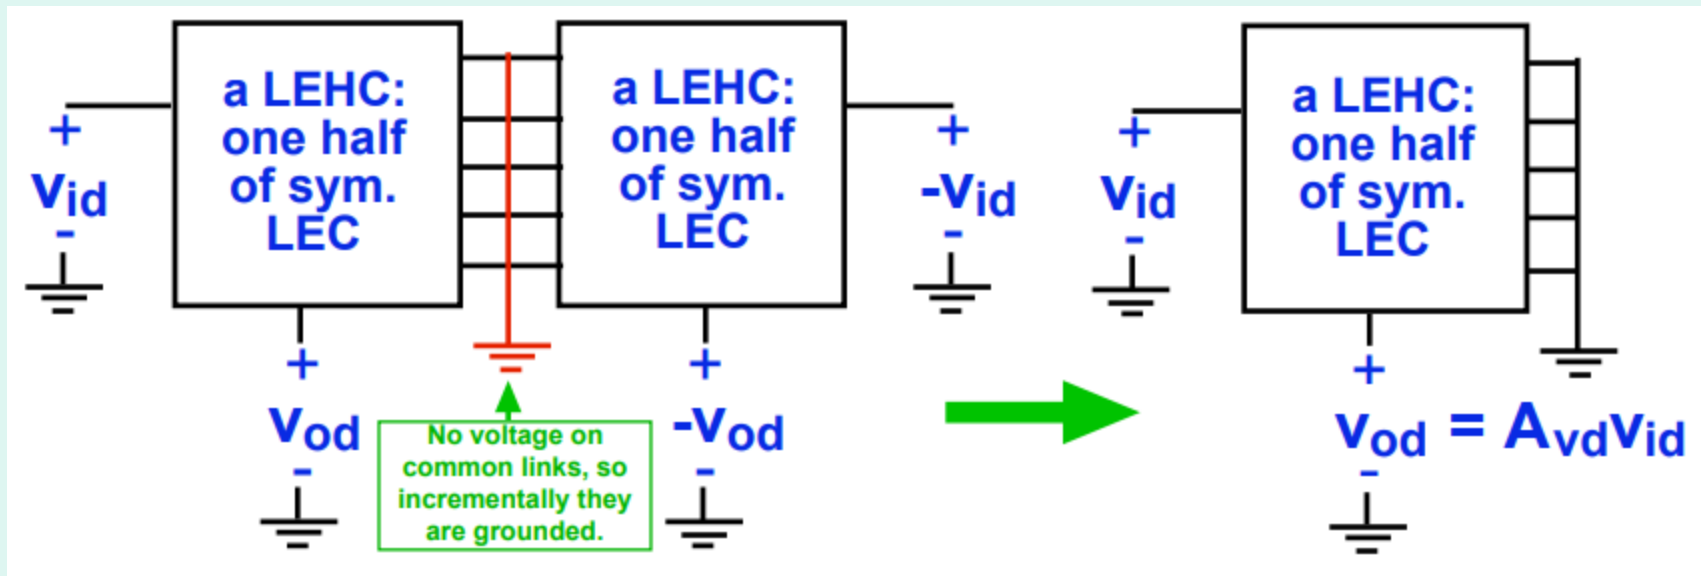 a LEHC:
one half
of sym.
LEC
a LEHC:
one half
of sym.
LEC
a LEHC:
one half
of sym.
LEC
+
vid
-
+
-vid
-
+
vid
-
+
vod
-
No voltage on
common links, so
incrementally they
are grounded.
+
-vod
-
+
vod = Avdvid
-